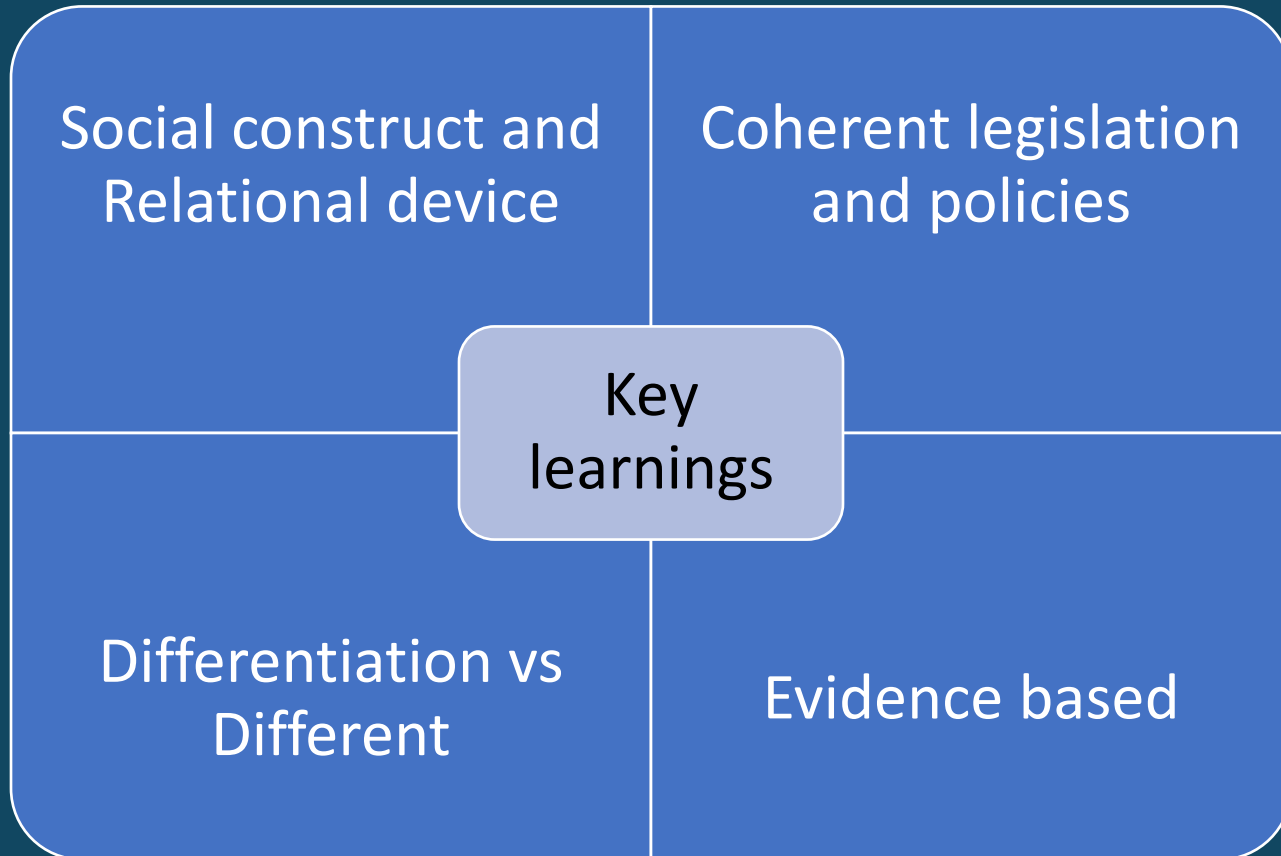 Social construct and
Relational device
Coherent legislation
and policies
Key
learnings
Differentiation vs
Different
Evidence based